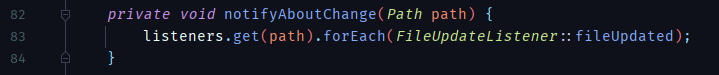 82 private void notifyAboutChange(Path path) {
83 listeners.get(path).forEach(FileUpdateListener::fileUpdated);
84 }